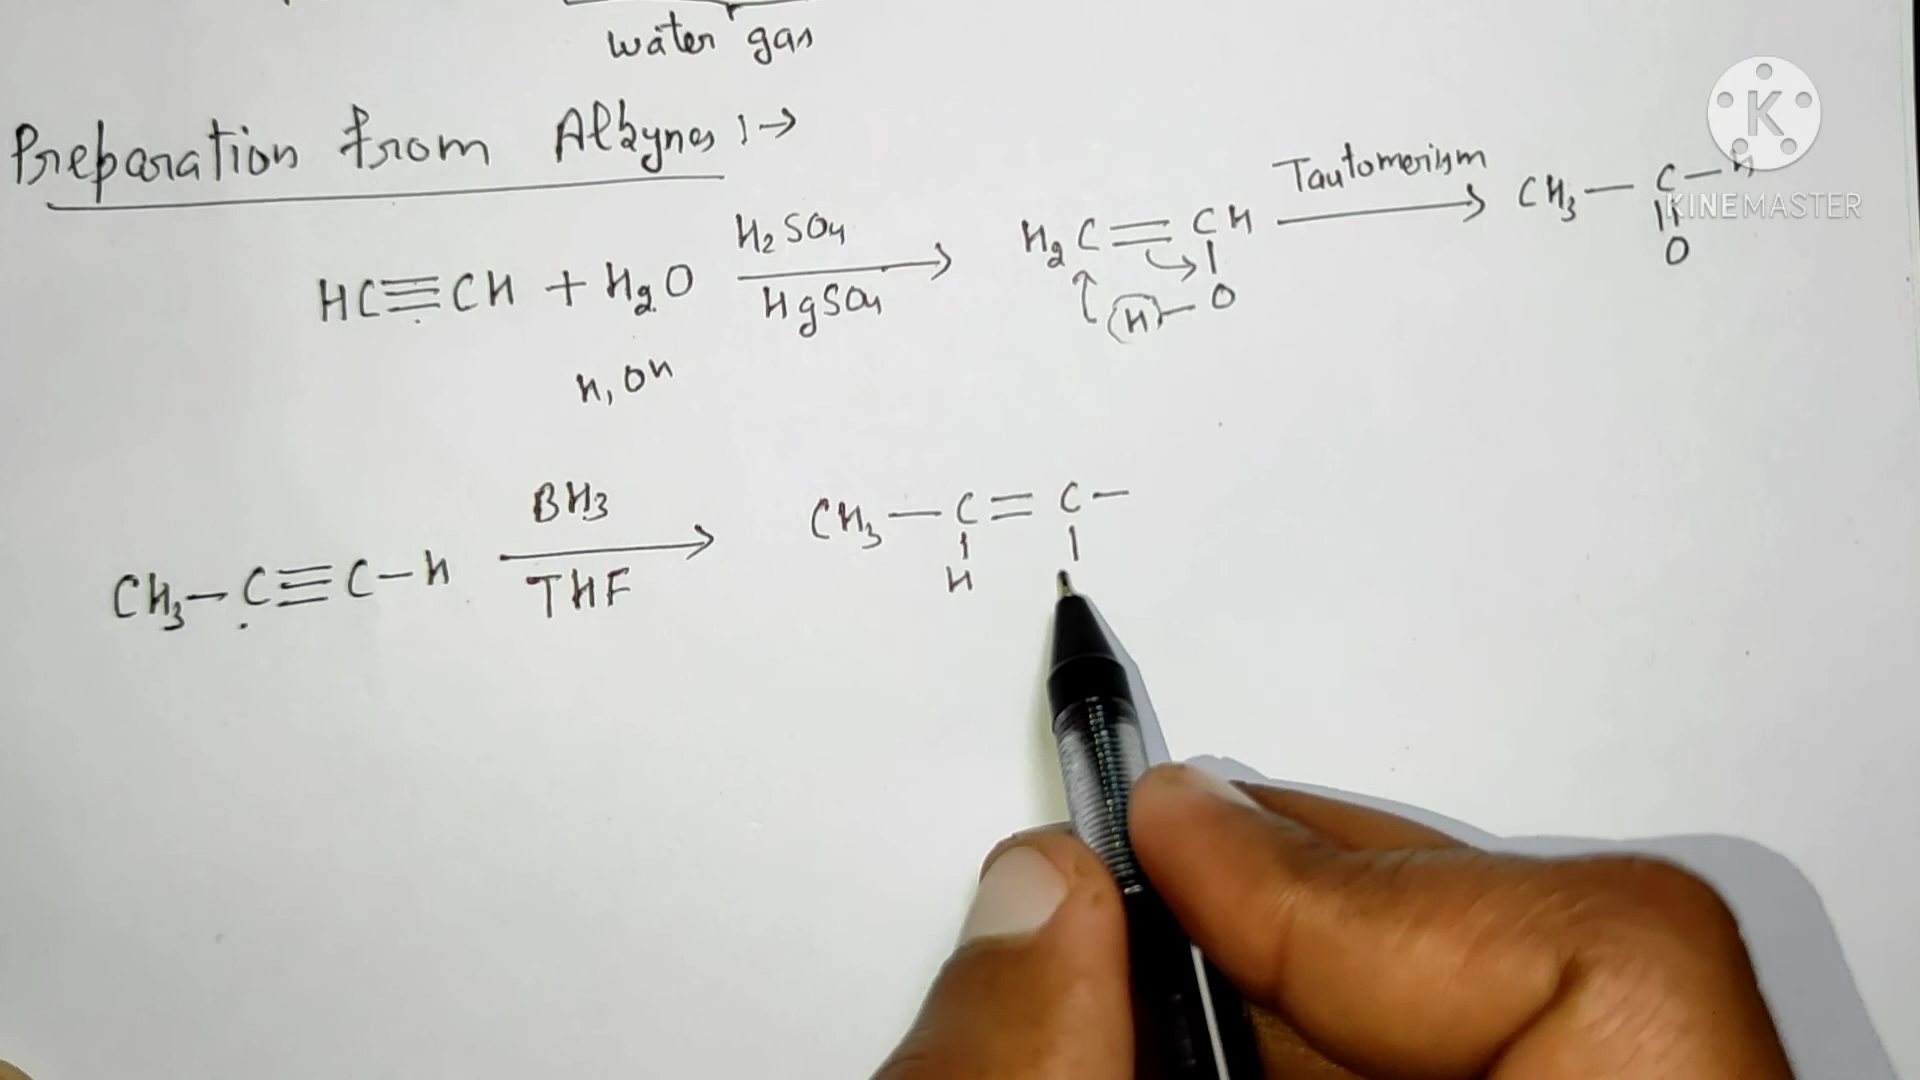 water gas
Preparation from Alkynes :→
HC≡CH + H2O H2SO4 HgSO4 → H2C=CH Tautomerism → CH3—C—H
O
H—O
H, OH
CH3—C≡C—H BH3 THF → CH3—C=C—
H
K
KINEMASTER